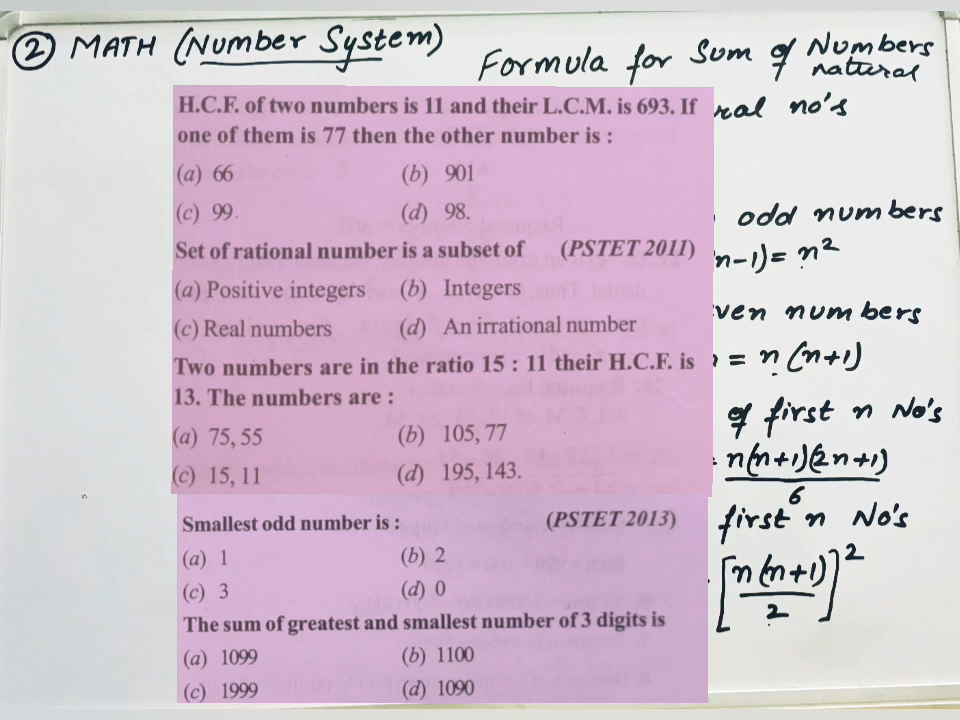 ② MATH (Number System)
Formula for Sum of Numbers
natural
H.C.F. of two numbers is 11 and their L.C.M. is 693. If
one of them is 77 then the other number is :
(a) 66 (b) 901
(c) 99. (d) 98.
Set of rational number is a subset of (PSTET 2011)
(a) Positive integers (b) Integers
(c) Real numbers (d) An irrational number
Two numbers are in the ratio 15 : 11 their H.C.F. is
13. The numbers are :
(a) 75, 55 (b) 105, 77
(c) 15, 11 (d) 195, 143.
Smallest odd number is : (PSTET 2013)
(a) 1 (b) 2
(c) 3 (d) 0
The sum of greatest and smallest number of 3 digits is
(a) 1099 (b) 1100
(c) 1999 (d) 1090
ral no's
odd numbers
n-1) = n²
ven numbers
= n(n+1)
of first n No's
n(n+1)(2n+1)
6
first n No's
[n(n+1)]²
2